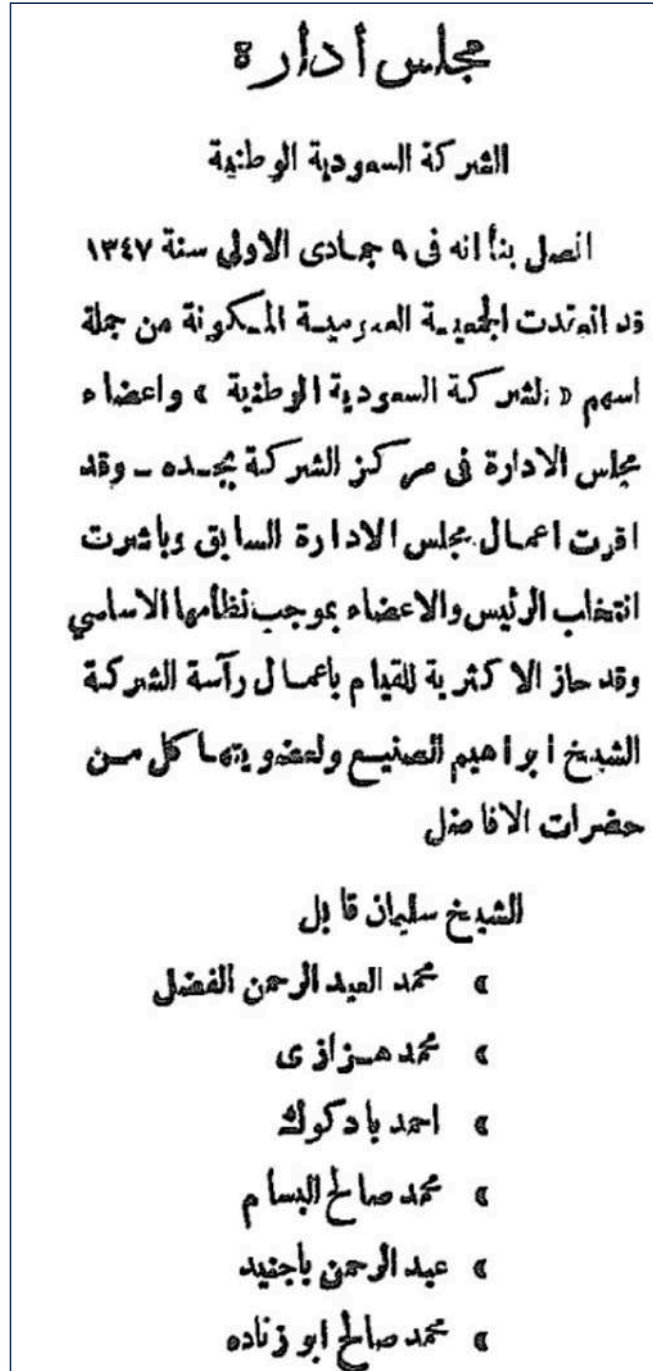 مجلس أدارة
الشركة السعودية الوطنية
اتصل بنا انه فى ٩ جمادى الاولي سنة ١٣٤٧
قد انعقدت الجمعية العمومية المكونة من حملة
اسهم « الشركة السعودية الوطنية » واعضاء
مجلس الادارة فى مركز الشركة بجده ـ وقد
اقرت اعمال مجلس الادارة السابق وباشرت
انتخاب الرئيس والاعضاء بموجب نظامها الاساسي
وقد حاز الاكثرية للقيام باعمال رآسة الشركة
الشيخ ابراهيم الصنيع ولعضويتها كل من
حضرات الافاضل
الشيخ سليمان قابل
» محمد العبد الرحمن الفضل
» محمد هزازى
» احمد بادكوك
» محمد صالح البسام
» عبد الرحمن باجنيد
» محمد صالح ابو زناده